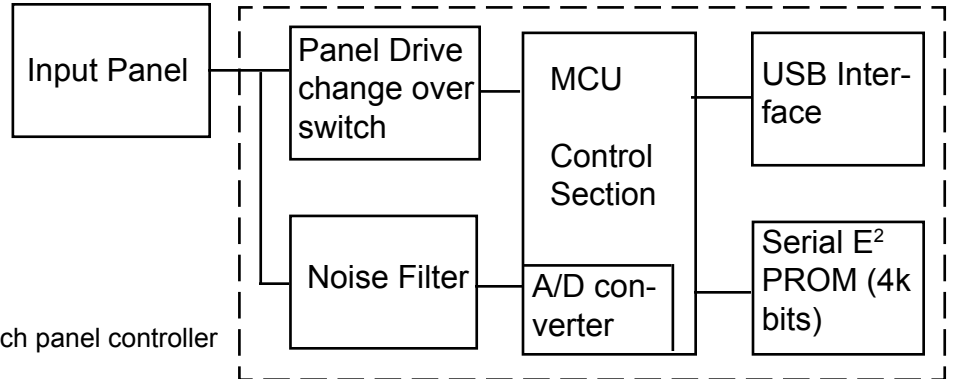 Input Panel
Panel Drive
change over
switch
MCU
Control
Section
USB Inter-
face
Noise Filter
A/D con-
verter
Serial E²
PROM (4k
bits)
ch panel controller